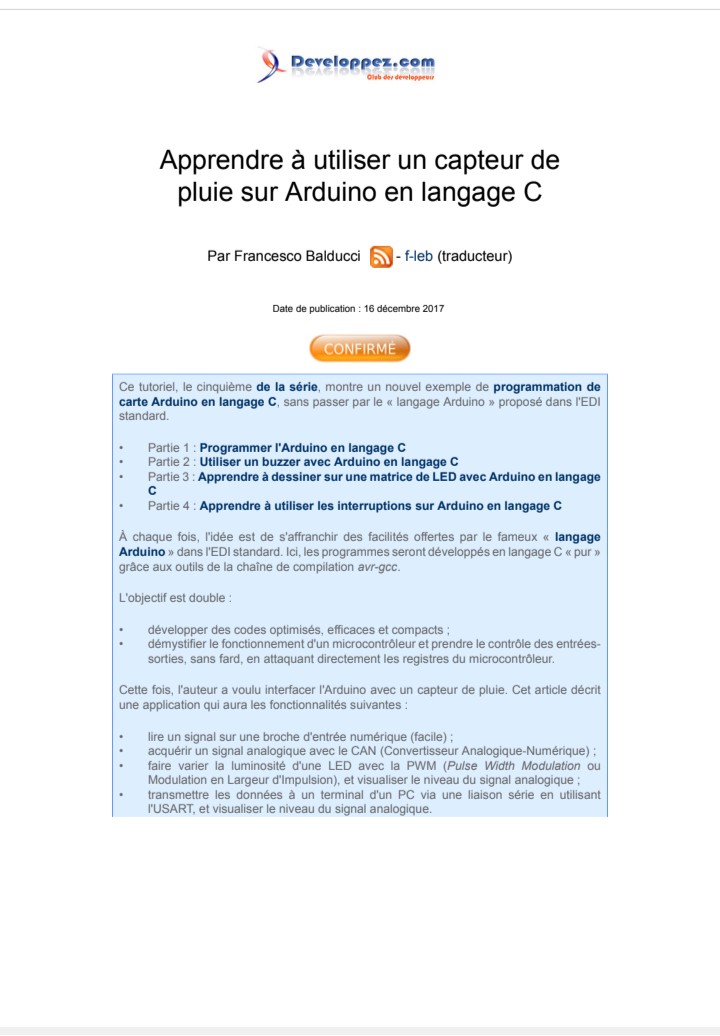 Developpez.com
Club des développeurs
Apprendre à utiliser un capteur de
pluie sur Arduino en langage C
Par Francesco Balducci - f-leb (traducteur)
Date de publication : 16 décembre 2017
CONFIRMÉ
Ce tutoriel, le cinquième de la série, montre un nouvel exemple de programmation de
carte Arduino en langage C, sans passer par le « langage Arduino » proposé dans l'EDI
standard.
• Partie 1 : Programmer l'Arduino en langage C
• Partie 2 : Utiliser un buzzer avec Arduino en langage C
• Partie 3 : Apprendre à dessiner sur une matrice de LED avec Arduino en langage
C
• Partie 4 : Apprendre à utiliser les interruptions sur Arduino en langage C
À chaque fois, l'idée est de s'affranchir des facilités offertes par le fameux « langage
Arduino » dans l'EDI standard. Ici, les programmes seront développés en langage C « pur »
grâce aux outils de la chaîne de compilation avr-gcc.
L'objectif est double :
• développer des codes optimisés, efficaces et compacts ;
• démystifier le fonctionnement d'un microcontrôleur et prendre le contrôle des entrées-
sorties, sans fard, en attaquant directement les registres du microcontrôleur.
Cette fois, l'auteur a voulu interfacer l'Arduino avec un capteur de pluie. Cet article décrit
une application qui aura les fonctionnalités suivantes :
• lire un signal sur une broche d'entrée numérique (facile) ;
• acquérir un signal analogique avec le CAN (Convertisseur Analogique-Numérique) ;
• faire varier la luminosité d'une LED avec la PWM (Pulse Width Modulation ou
Modulation en Largeur d'Impulsion), et visualiser le niveau du signal analogique ;
• transmettre les données à un terminal d'un PC via une liaison série en utilisant
l'USART, et visualiser le niveau du signal analogique.